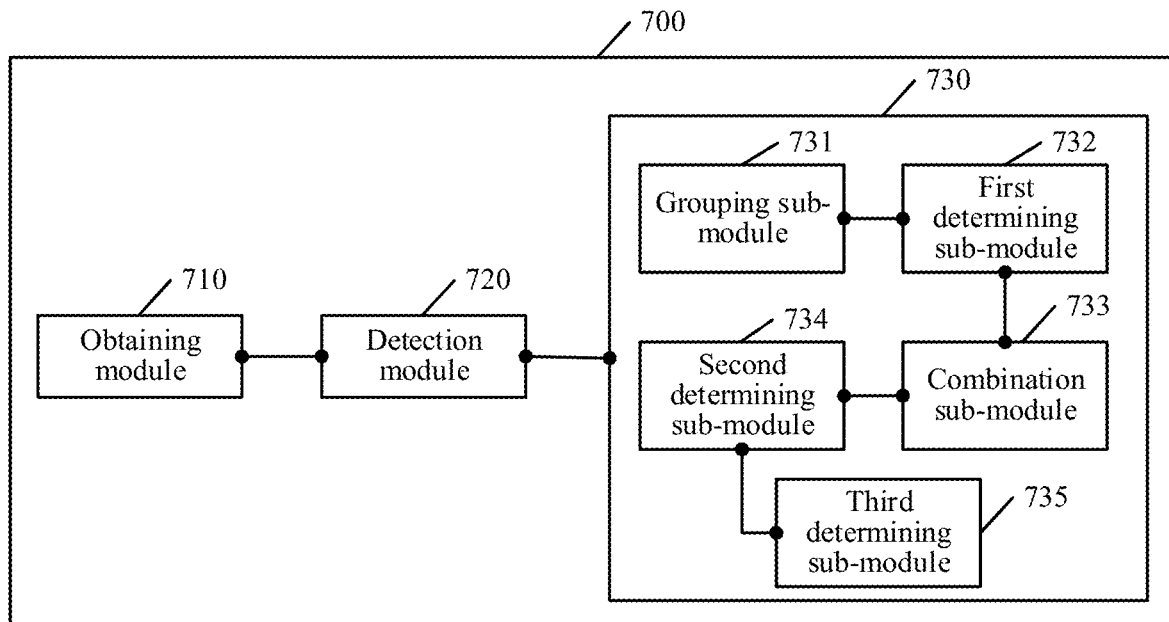 700
730
731
732
Grouping sub-
module
First
determining
sub-module
710
720
734
733
Obtaining
module
Detection
module
Second
determining
sub-module
Combination
sub-module
735
Third
determining
sub-module